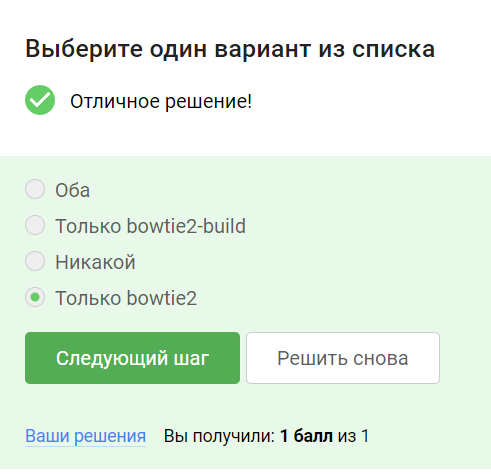 Выберите один вариант из списка
Отличное решение!
Оба
Только bowtie2-build
Никакой
Только bowtie2
Следующий шаг
Решить снова
Ваши решения Вы получили: 1 балл из 1